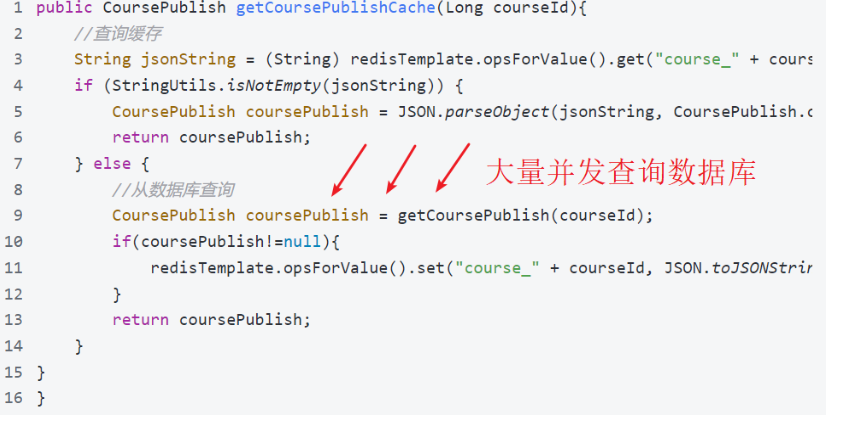 1 public CoursePublish getCoursePublishCache(Long courseId){
2 //查询缓存
3 String jsonString = (String) redisTemplate.opsForValue().get("course_" + cours
4 if (StringUtils.isNotEmpty(jsonString)) {
5 CoursePublish coursePublish = JSON.parseObject(jsonString, CoursePublish.c
6 return coursePublish;
7 } else {
大量并发查询数据库
8 //从数据库查询
9 CoursePublish coursePublish = getCoursePublish(courseId);
10 if(coursePublish!=null){
11 redisTemplate.opsForValue().set("course_" + courseId, JSON.toJSONStrin
12 }
13 return coursePublish;
14 }
15 }
16 }